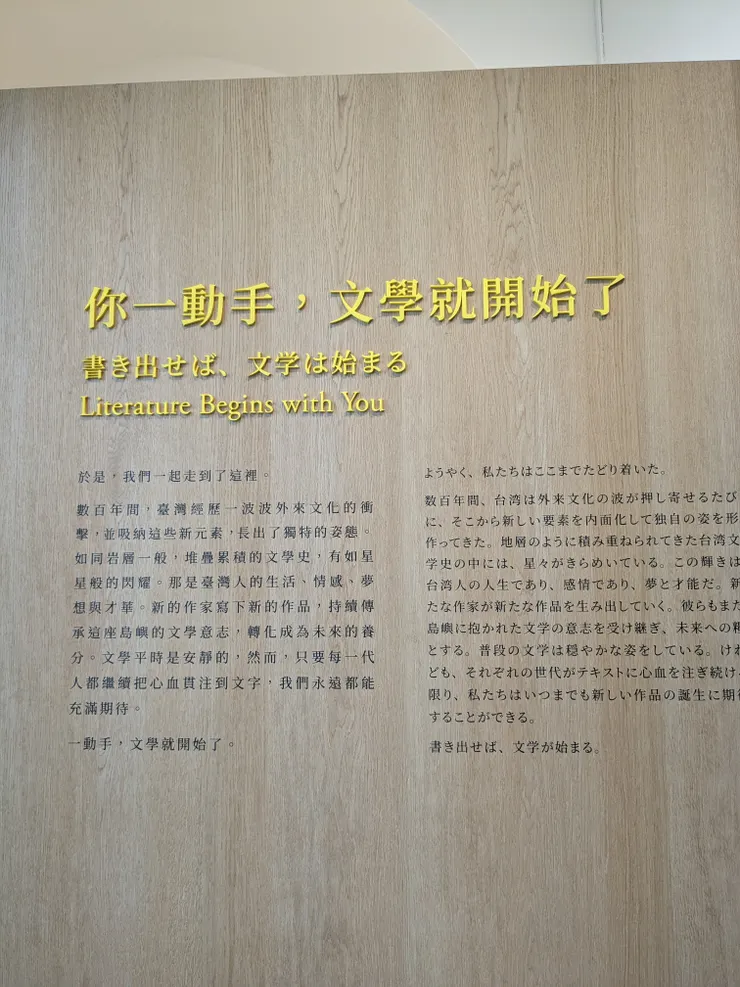 你一動手，文學就開始了
書き出せば、文学は始まる
Literature Begins with You
於是，我們一起走到了這裡。
數百年間，臺灣經歷一波波外來文化的衝
擊，並吸納這些新元素，長出了獨特的姿態。
如同岩層一般，堆疊累積的文學史，有如星
星般的閃耀。那是臺灣人的生活、情感、夢
想與才華。新的作家寫下新的作品，持續傳
承這座島嶼的文學意志，轉化成為未來的養
分。文學平時是安靜的，然而，只要每一代
人都繼續把心血貫注到文字，我們永遠都能
充滿期待。
一動手，文學就開始了。
ようやく、私たちはここまでたどり着いた。
数百年間、台湾は外来文化の波が押し寄せるたび
に、そこから新しい要素を内面化して独自の姿を形
作ってきた。地層のように積み重ねられてきた台湾文
学史の中には、星々がきらめいている。この輝きは
台湾人の人生であり、感情であり、夢と才能だ。新
たな作家が新たな作品を生み出していく。彼らもまた
島嶼に抱かれた文学の意志を受け継ぎ、未来への
とする。普段の文学は穏やかな姿をしている。けれ
ども、それぞれの世代がテキストに心血を注ぎ続ける
限り、私たちはいつまでも新しい作品の誕生に期待
することができる。
書き出せば、文学が始まる。